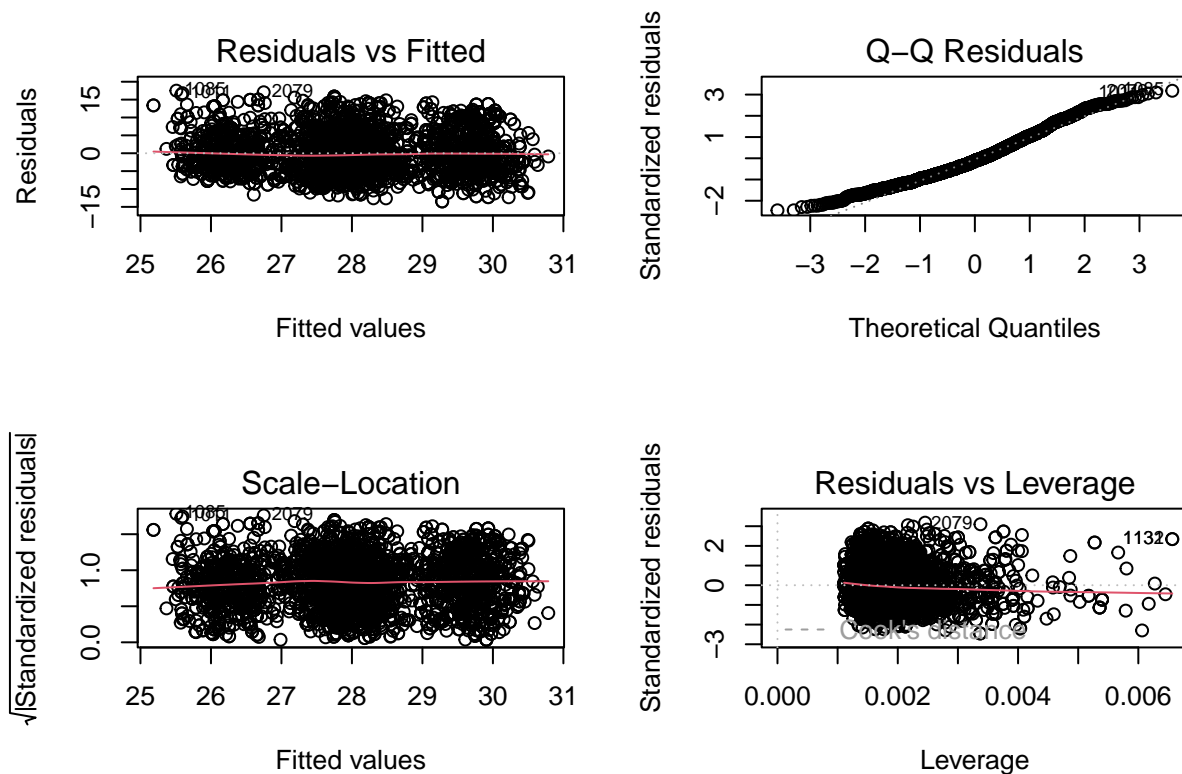 Residuals vs Fitted
Residuals
15
0
−15
1085
2079
25 26 27 28 29 30 31
Fitted values
Q−Q Residuals
Standardized residuals
3
1
−2
−3 −2 −1 0 1 2 3
Theoretical Quantiles
Scale−Location
√|Standardized residuals|
1.0
0.0
1085
2079
25 26 27 28 29 30 31
Fitted values
Residuals vs Leverage
Standardized residuals
2
0
−3
2079
Cook's distance
0.000 0.002 0.004 0.006
Leverage